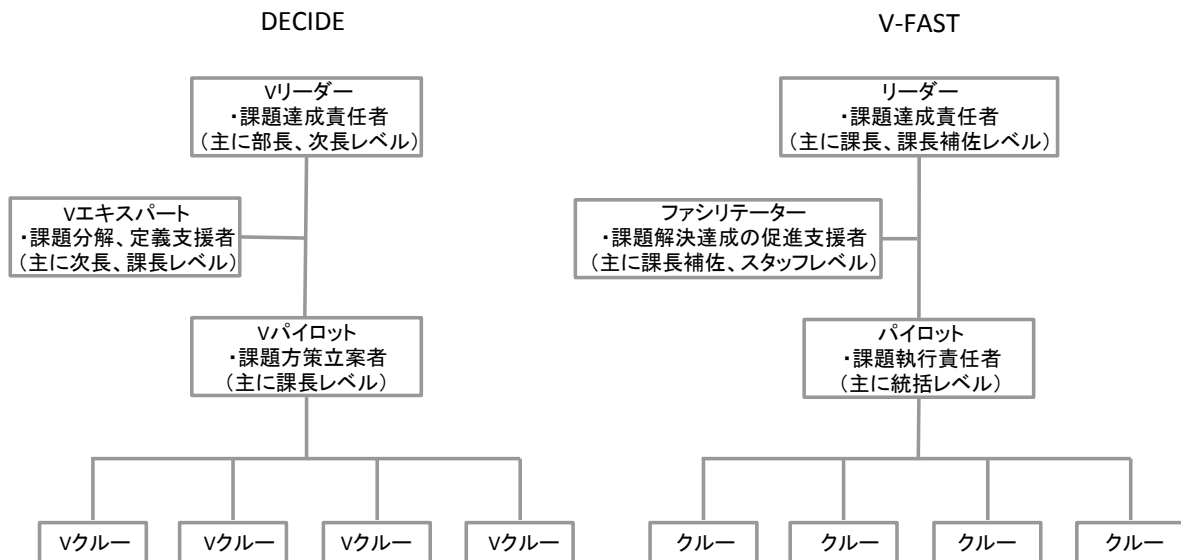 DECIDE
Vリーダー
・課題達成責任者
（主に部長、次長レベル）
Vエキスパート
・課題分解、定義支援者
（主に次長、課長レベル）
Vパイロット
・課題方策立案者
（主に課長レベル）
Vクルー
Vクルー
Vクルー
Vクルー
V-FAST
リーダー
・課題達成責任者
（主に課長、課長補佐レベル）
ファシリテーター
・課題解決達成の促進支援者
（主に課長補佐、スタッフレベル）
パイロット
・課題執行責任者
（主に統括レベル）
クルー
クルー
クルー
クルー